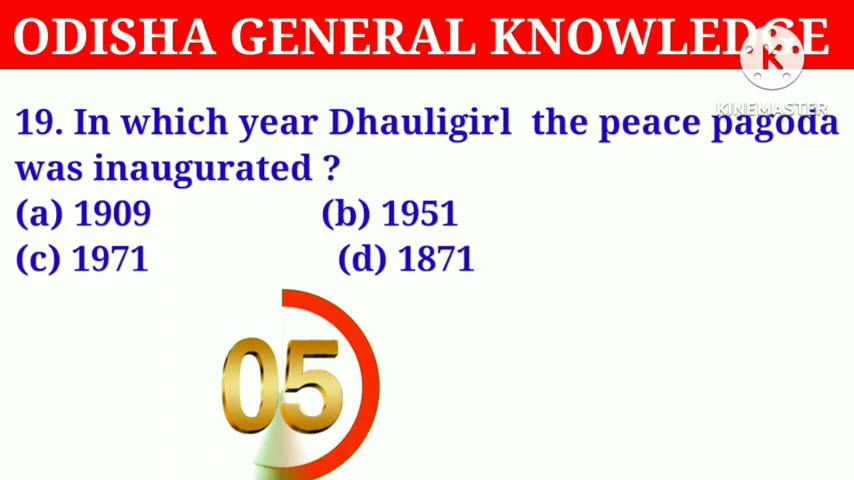 ODISHA GENERAL KNOWLEDGE
K
KINEMASTER
19. In which year Dhauligirl the peace pagoda
was inaugurated ?
(a) 1909 (b) 1951
(c) 1971 (d) 1871
05